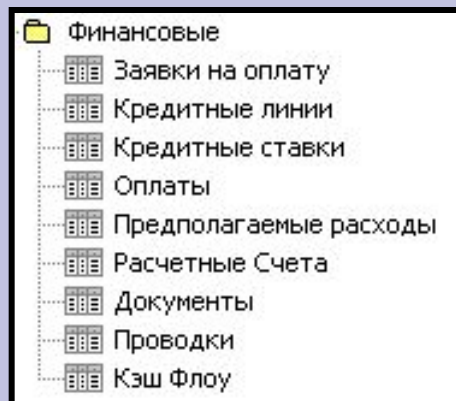 Финансовые
Заявки на оплату
Кредитные линии
Кредитные ставки
Оплаты
Предполагаемые расходы
Расчетные Счета
Документы
Проводки
Кэш Флоу